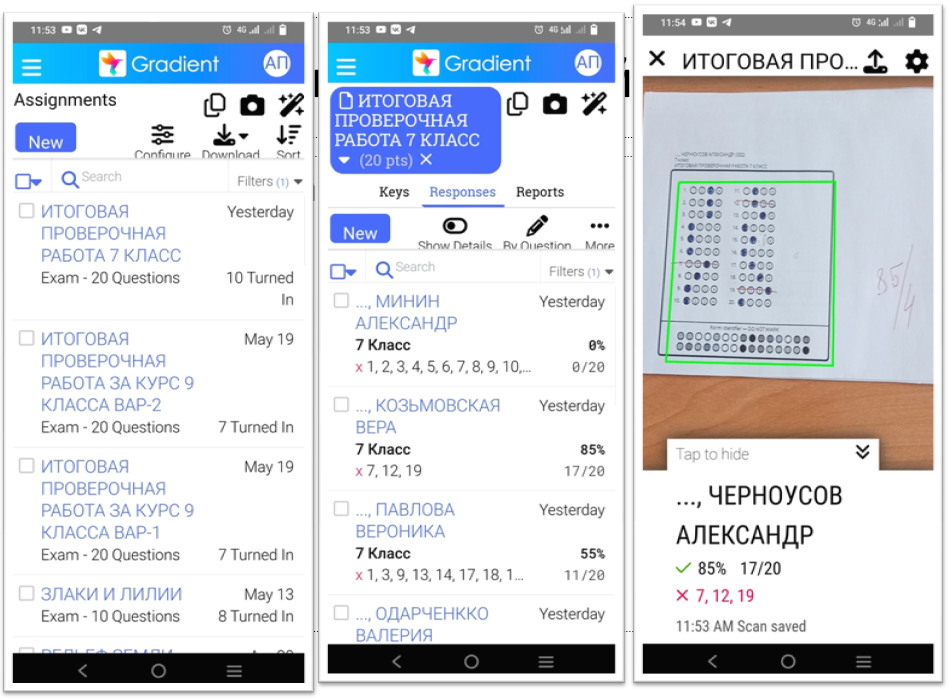 11:53
4G
Gradient
АП
Assignments
New
Configure
Download
Sort
Search
Filters (1)
ИТОГОВАЯ
Yesterday
ПРОВЕРОЧНАЯ
РАБОТА 7 КЛАСС
Exam - 20 Questions
10 Turned
In
ИТОГОВАЯ
May 19
ПРОВЕРОЧНАЯ
РАБОТА ЗА КУРС 9
КЛАССА ВАР-2
Exam - 20 Questions
7 Turned In
ИТОГОВАЯ
May 19
ПРОВЕРОЧНАЯ
РАБОТА ЗА КУРС 9
КЛАССА ВАР-1
Exam - 20 Questions
7 Turned In
ЗЛАКИ И ЛИЛИИ
May 13
Exam - 10 Questions
8 Turned In
11:53
4G
Gradient
АП
ИТОГОВАЯ
ПРОВЕРОЧНАЯ
РАБОТА 7 КЛАСС
(20 pts) ×
Keys
Responses
Reports
New
Show Details
By Question
More
Search
Filters (1)
..., МИНИН
Yesterday
АЛЕКСАНДР
7 Класс
0%
x 1, 2, 3, 4, 5, 6, 7, 8, 9, 10,...
0/20
..., КОЗЬМОВСКАЯ
Yesterday
ВЕРА
7 Класс
85%
x 7, 12, 19
17/20
..., ПАВЛОВА
Yesterday
ВЕРОНИКА
7 Класс
55%
x 1, 3, 9, 13, 14, 17, 18, 1...
11/20
..., ОДАРЧЕНККО
Yesterday
ВАЛЕРИЯ
11:54
4G
ИТОГОВАЯ ПРО...
85/4
Tap to hide
..., ЧЕРНОУСОВ
АЛЕКСАНДР
85% 17/20
× 7, 12, 19
11:53 AM Scan saved